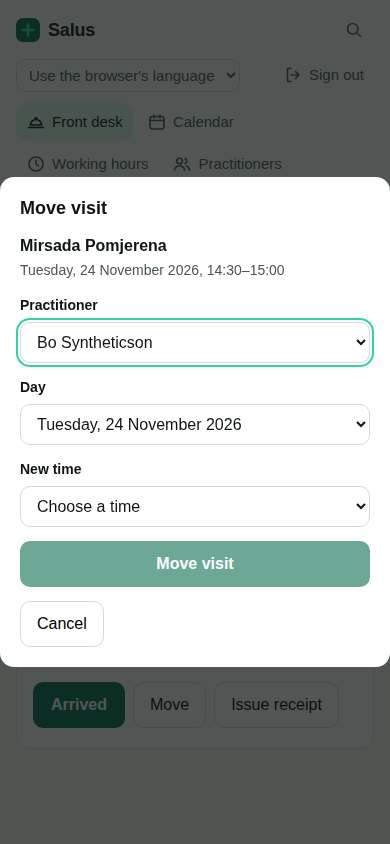 Salus
Use the browser's language
Sign out
Front desk
Calendar
Working hours
Practitioners
Move visit
Mirsada Pomjerena
Tuesday, 24 November 2026, 14:30–15:00
Practitioner
Bo Syntheticson
Day
Tuesday, 24 November 2026
New time
Choose a time
Move visit
Cancel
Arrived
Move
Issue receipt